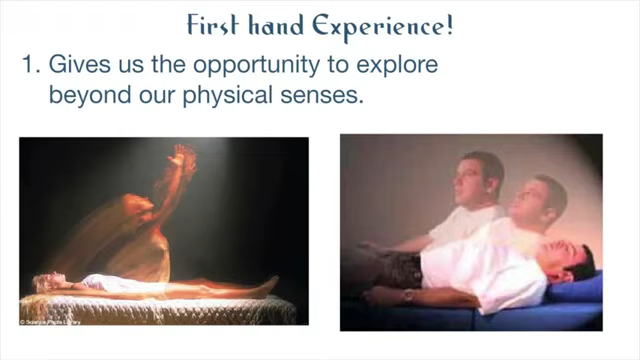 First hand Experience!
1. Gives us the opportunity to explore
beyond our physical senses.
© Science Photo Library